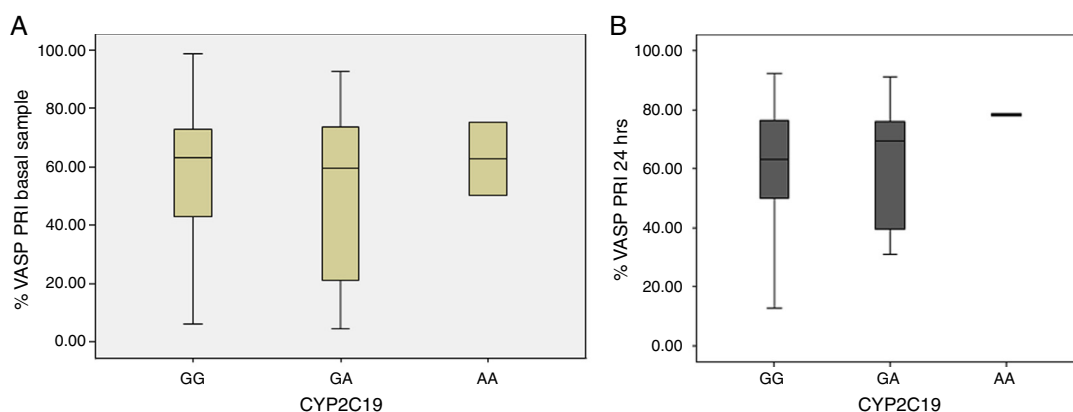 A
% VASP PRI basal sample
100.00
80.00
60.00
40.00
20.00
0.00
GG GA AA
CYP2C19
B
% VASP PRI 24 hrs
100.00
80.00
60.00
40.00
20.00
0.00
GG GA AA
CYP2C19